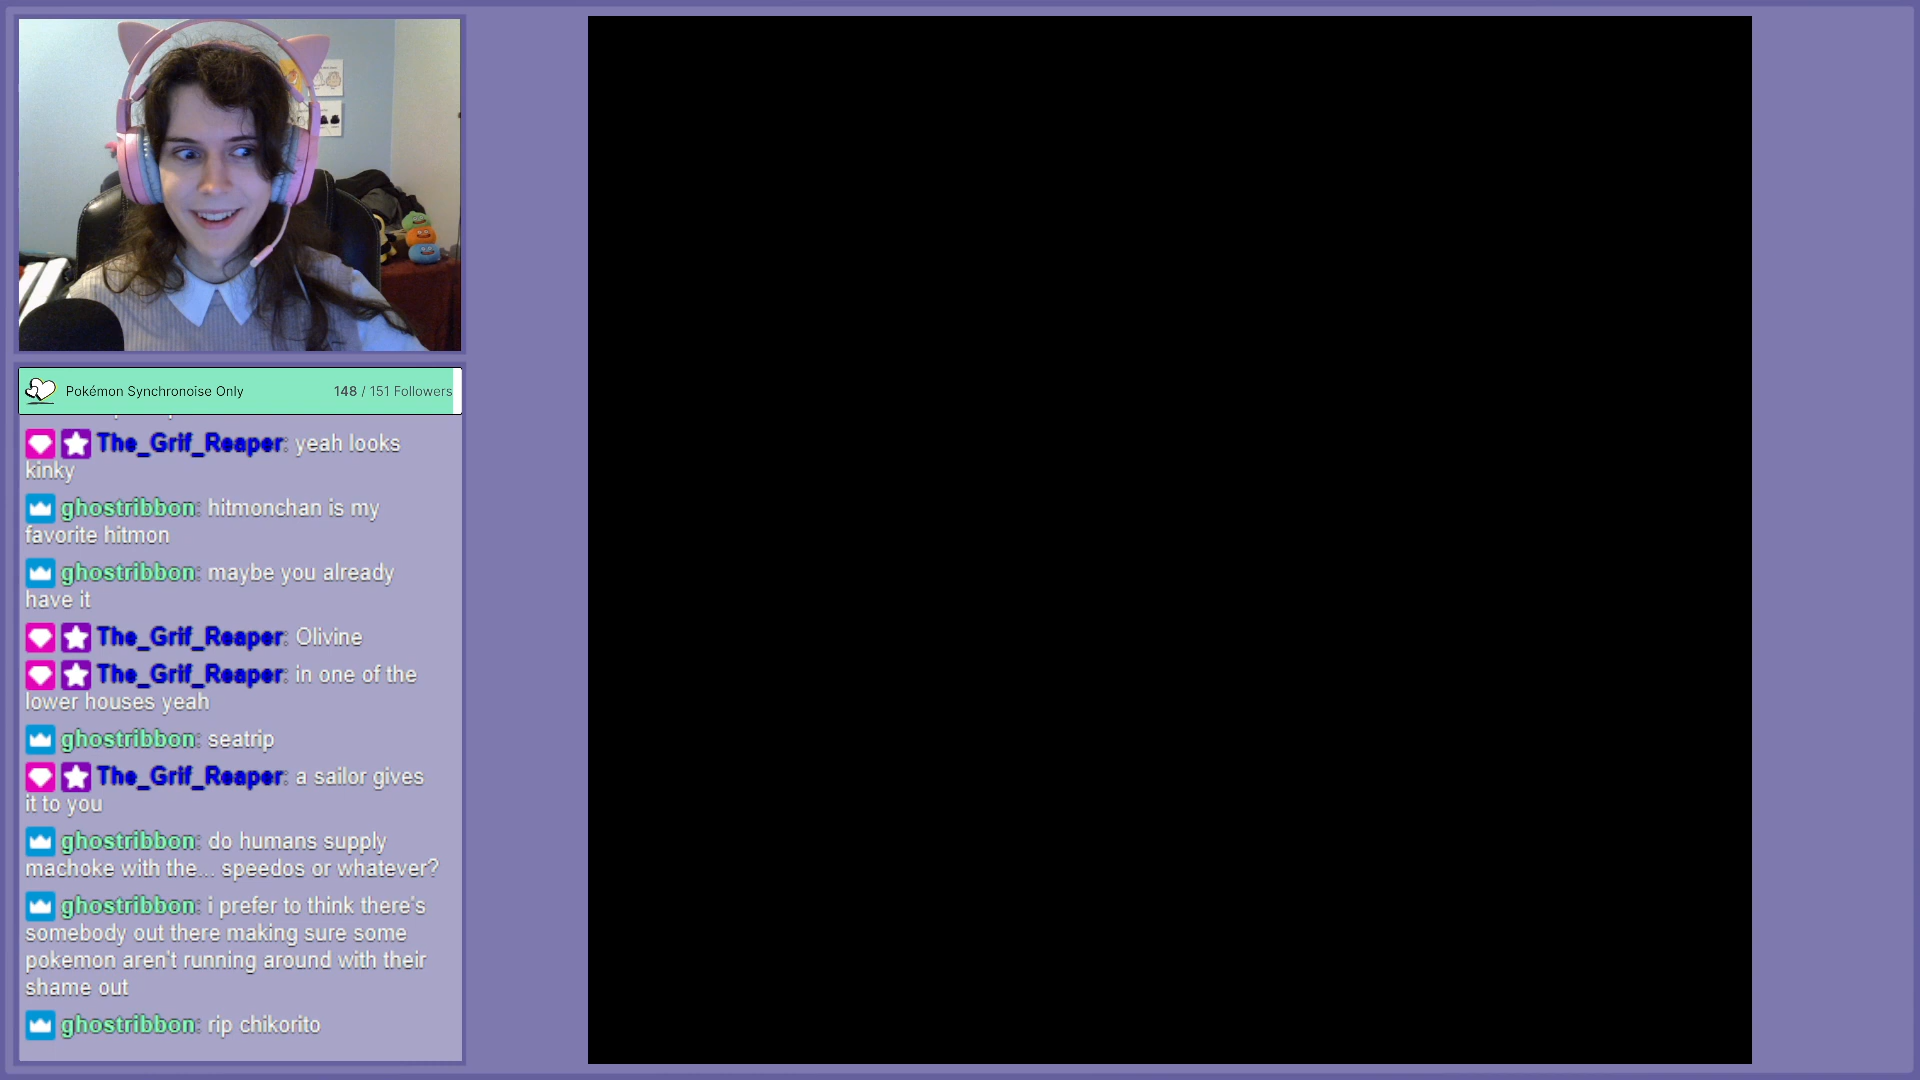 Pokémon Synchronoise Only 148 / 151 Followers
The_Grif_Reaper: yeah looks
kinky
ghostribbon: hitmonchan is my
favorite hitmon
ghostribbon: maybe you already
have it
The_Grif_Reaper: Olivine
The_Grif_Reaper: in one of the
lower houses yeah
ghostribbon: seatrip
The_Grif_Reaper: a sailor gives
it to you
ghostribbon: do humans supply
machoke with the... speedos or whatever?
ghostribbon: i prefer to think there's
somebody out there making sure some
pokemon aren't running around with their
shame out
ghostribbon: rip chikorito